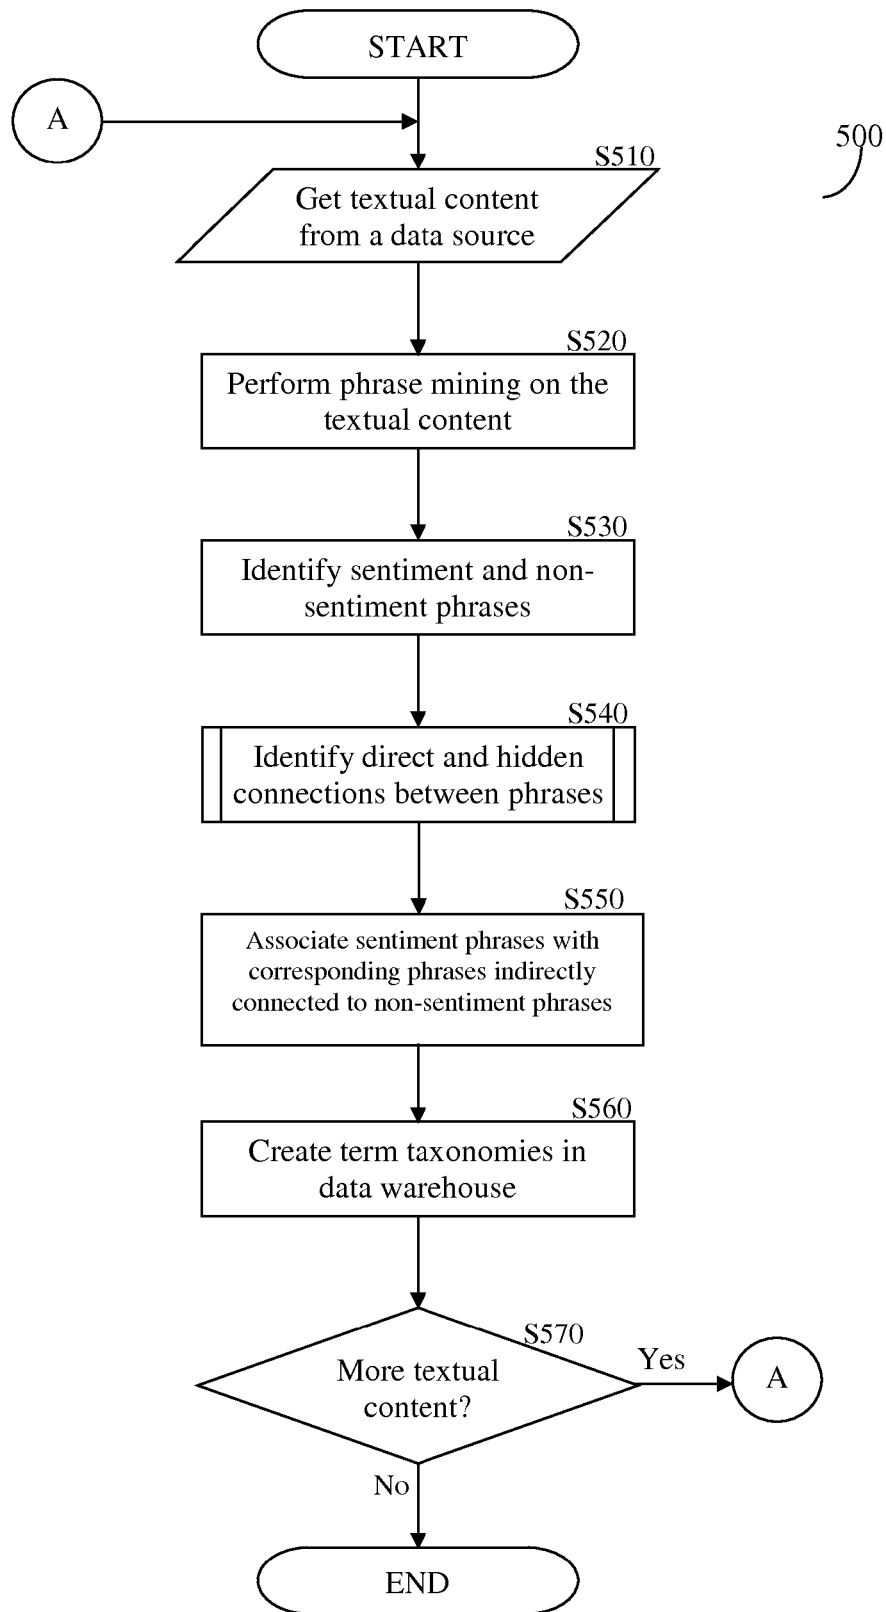 START
A
500
S510
Get textual content
from a data source
S520
Perform phrase mining on the
textual content
S530
Identify sentiment and non-
sentiment phrases
S540
Identify direct and hidden
connections between phrases
S550
Associate sentiment phrases with
corresponding phrases indirectly
connected to non-sentiment phrases
S560
Create term taxonomies in
data warehouse
S570
More textual
content?
Yes
A
No
END